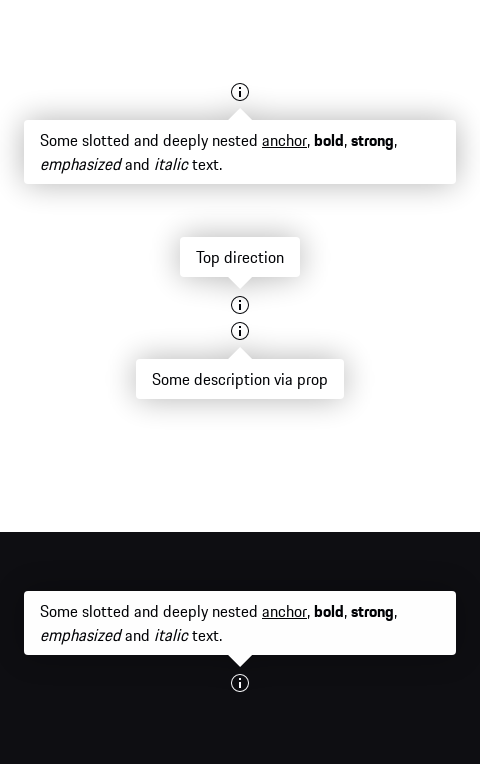 Some slotted and deeply nested anchor, bold, strong,
emphasized and italic text.
Top direction
Some description via prop
Some slotted and deeply nested anchor, bold, strong,
emphasized and italic text.